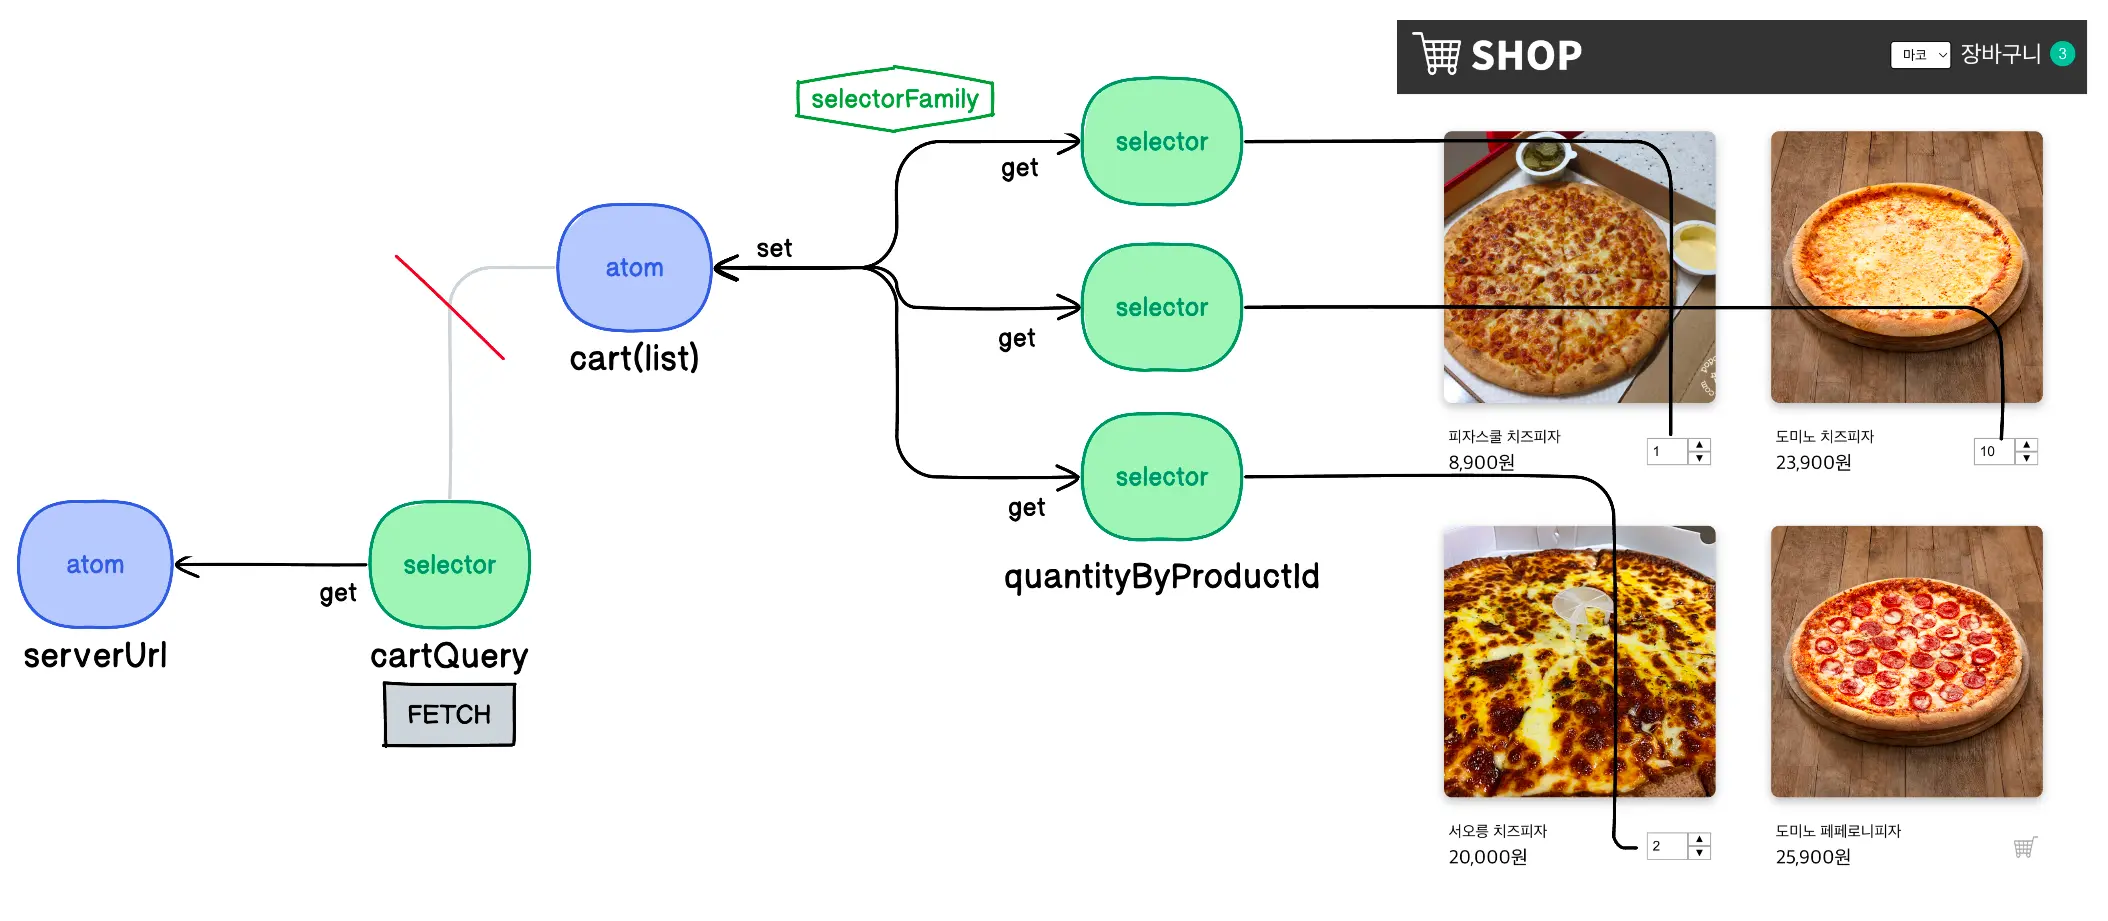 SHOP
마코
장바구니
3
selectorFamily
selector
get
atom
set
cart(list)
selector
get
selector
get
quantityByProductId
피자스쿨 치즈피자
8,900원
1
도미노 치즈피자
23,900원
10
atom
serverUrl
get
selector
cartQuery
FETCH
서오릉 치즈피자
20,000원
2
도미노 페페로니피자
25,900원